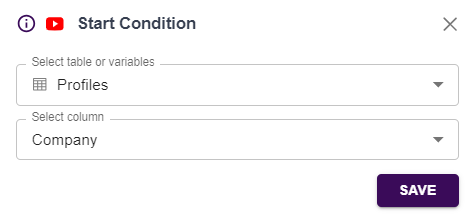 Start Condition
Select table or variables
Profiles
Select column
Company
SAVE